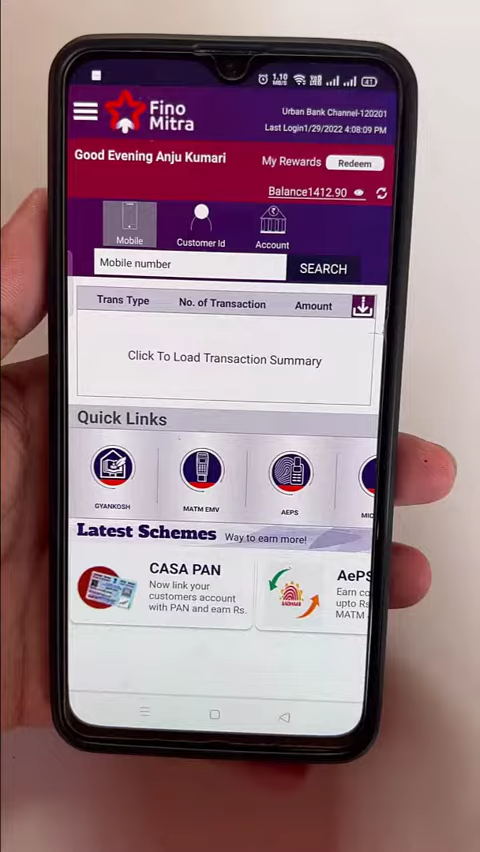 1.10
MB/S
41
Fino
Mitra
Urban Bank Channel-120201
Last Login1/29/2022 4:08:09 PM
Good Evening Anju Kumari
My Rewards
Redeem
Balance1412.90
Mobile
Customer Id
Account
Mobile number
SEARCH
Trans Type
No. of Transaction
Amount
Click To Load Transaction Summary
Quick Links
GYANKOSH
MATM EMV
AEPS
MIC
Latest Schemes
Way to earn more!
CASA PAN
Now link your
customers account
with PAN and earn Rs.
AADHAAR
AePS
Earn co
upto Rs
MATM